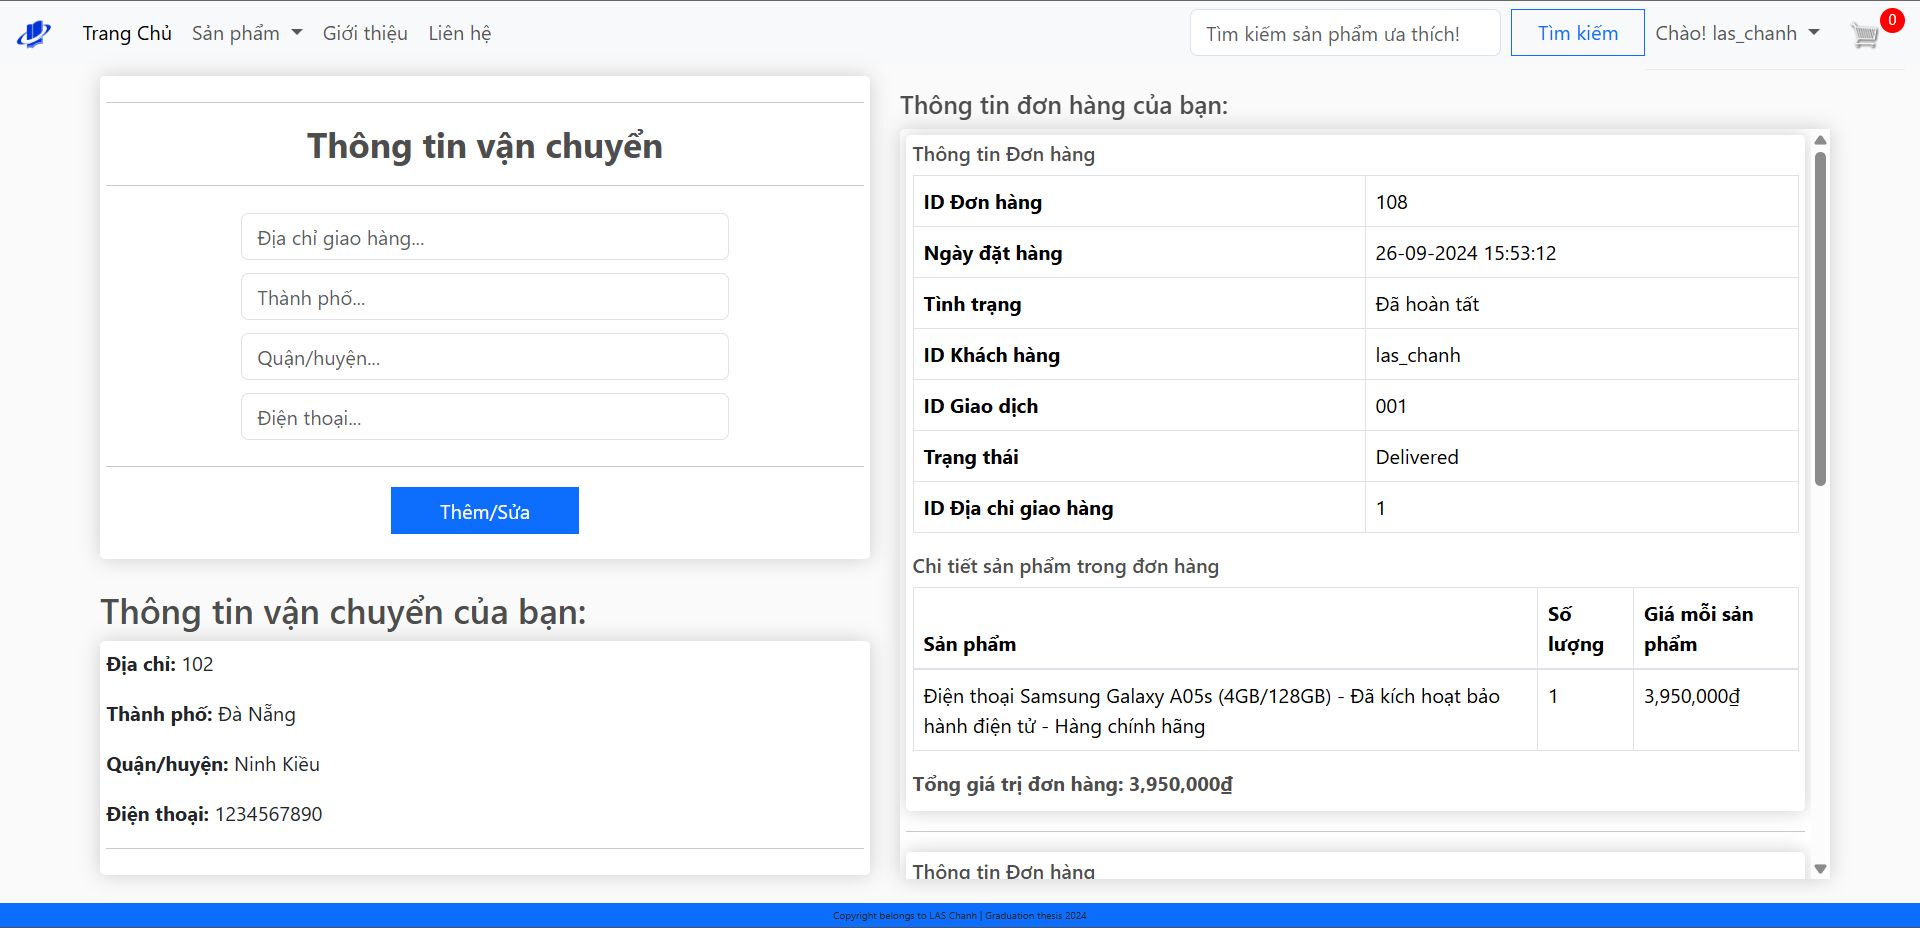 Trang Chủ Sản phẩm Giới thiệu Liên hệ Tìm kiếm sản phẩm ưa thích! Tìm kiếm Chào! las_chanh 0
Thông tin vận chuyển
Địa chỉ giao hàng...
Thành phố...
Quận/huyện...
Điện thoại...
Thêm/Sửa
Thông tin vận chuyển của bạn:
Địa chỉ: 102
Thành phố: Đà Nẵng
Quận/huyện: Ninh Kiều
Điện thoại: 1234567890
Thông tin đơn hàng của bạn:
Thông tin Đơn hàng
ID Đơn hàng 108
Ngày đặt hàng 26-09-2024 15:53:12
Tình trạng Đã hoàn tất
ID Khách hàng las_chanh
ID Giao dịch 001
Trạng thái Delivered
ID Địa chỉ giao hàng 1
Chi tiết sản phẩm trong đơn hàng
Sản phẩm Số lượng Giá mỗi sản phẩm
Điện thoại Samsung Galaxy A05s (4GB/128GB) - Đã kích hoạt bảo 1 3,950,000₫
hành điện tử - Hàng chính hãng
Tổng giá trị đơn hàng: 3,950,000₫
Thông tin Đơn hàng
Copyright belongs to LAS Chanh | Graduation thesis 2024